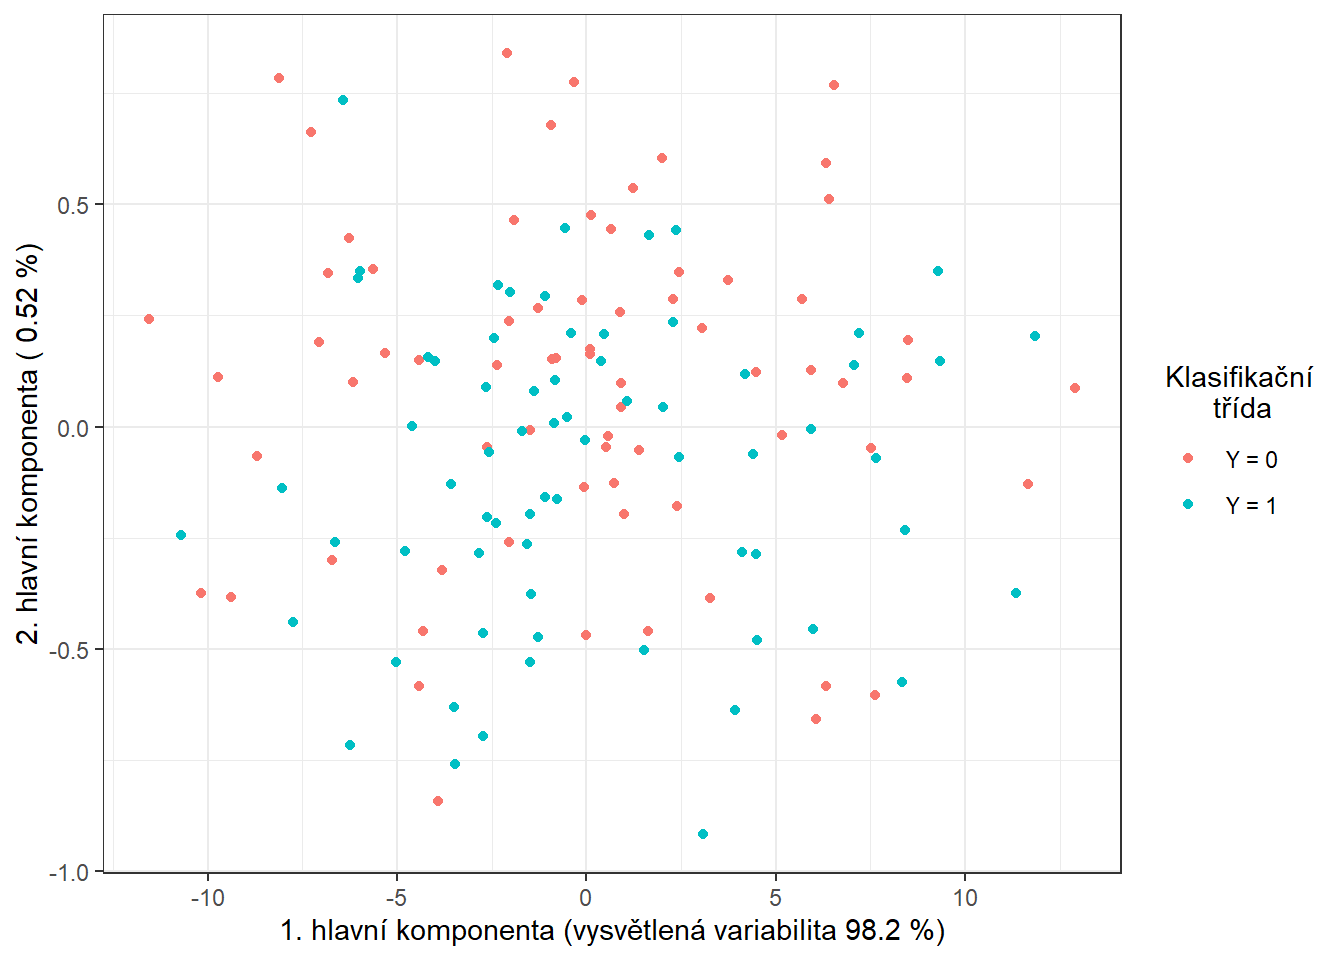 0.5
0.0
-0.5
-1.0
2. hlavní komponenta ( 0.52 %)
-10 -5 0 5 10
1. hlavní komponenta (vysvětlená variabilita 98.2 %)
Klasifikační
třída
Y = 0
Y = 1